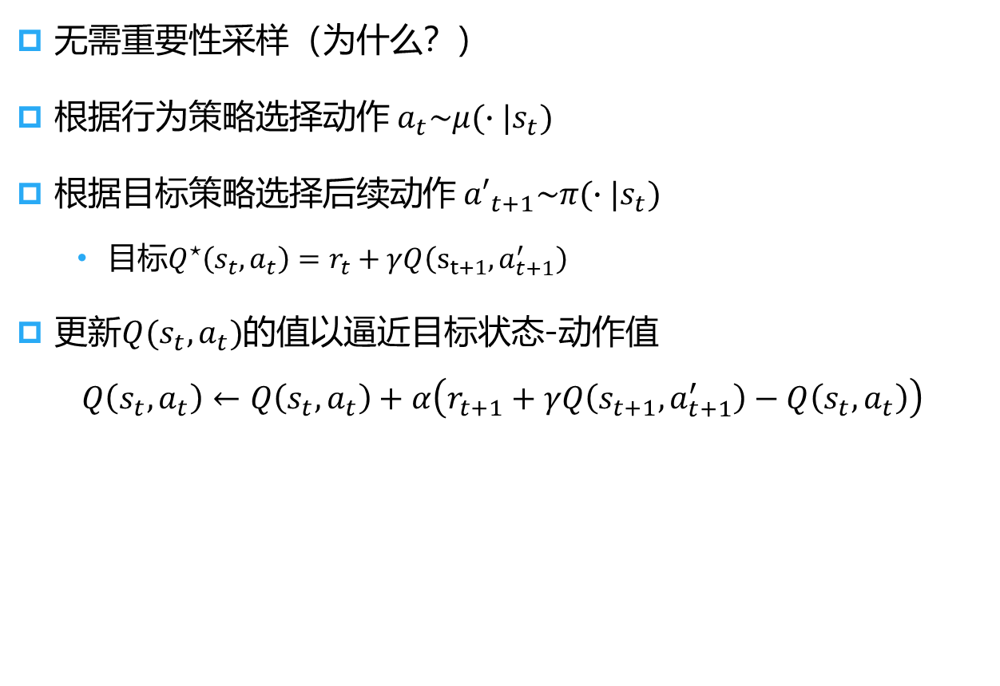 无需重要性采样（为什么？）
根据行为策略选择动作 $a_t \sim \mu(\cdot \,|s_t)$
根据目标策略选择后续动作 $a'_{t+1} \sim \pi(\cdot \,|s_t)$
• 目标$Q^\star(s_t, a_t) = r_t + \gamma Q(\mathrm{s_{t+1}}, a'_{t+1})$
更新$Q(s_t, a_t)$的值以逼近目标状态-动作值
$Q(s_t, a_t) \leftarrow Q(s_t, a_t) + \alpha\big(r_{t+1} + \gamma Q(s_{t+1}, a'_{t+1}) - Q(s_t, a_t)\big)$